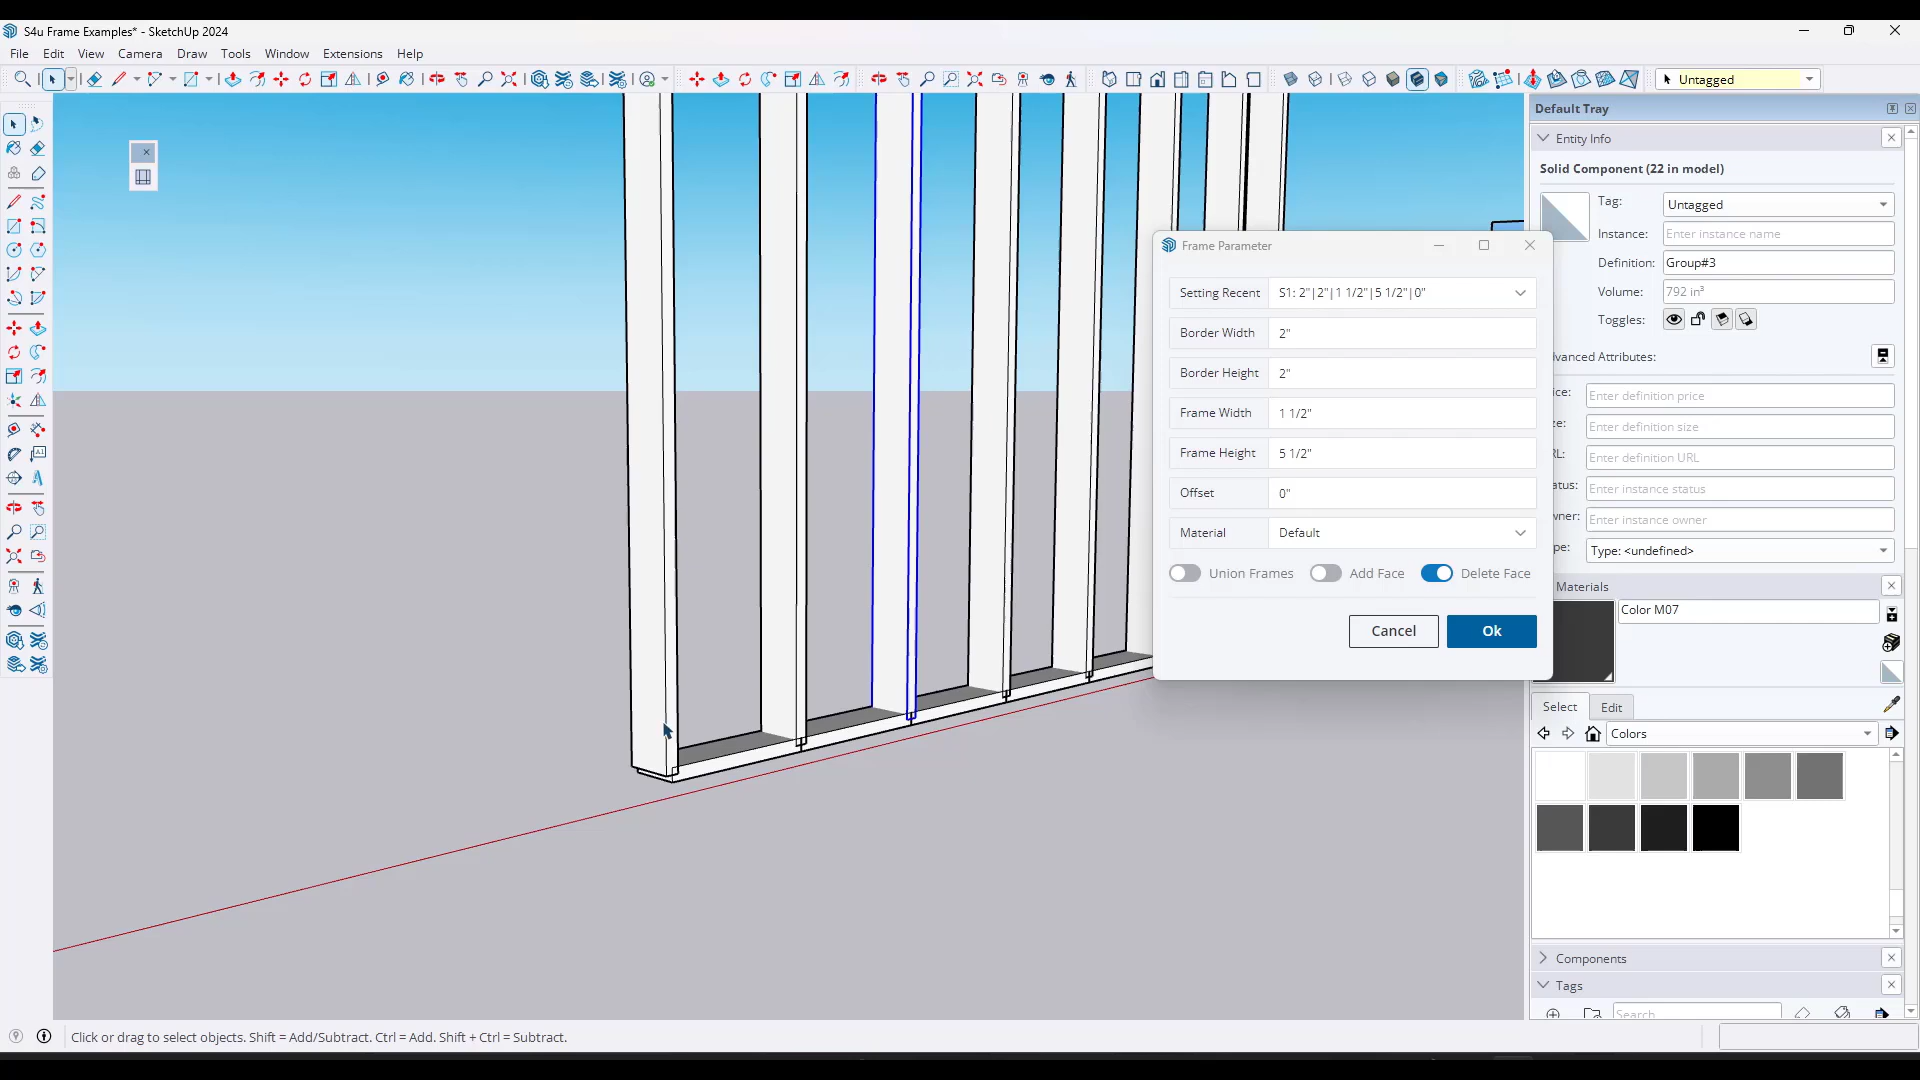 S4u Frame Examples* - SketchUp 2024
File Edit View Camera Draw Tools Window Extensions Help
Untagged
Default Tray
Entity Info
Solid Component (22 in model)
Tag: Untagged
Instance: Enter instance name
Definition: Group#3
Volume: 792 in³
Toggles:
vanced Attributes:
ice: Enter definition price
ze: Enter definition size
RL: Enter definition URL
atus: Enter instance status
wner: Enter instance owner
pe: Type: <undefined>
Materials
Color M07
Select Edit
Colors
Components
Tags
Search
Frame Parameter
Setting Recent S1: 2"|2"|1 1/2"|5 1/2"|0"
Border Width 2"
Border Height 2"
Frame Width 1 1/2"
Frame Height 5 1/2"
Offset 0"
Material Default
Union Frames Add Face Delete Face
Cancel Ok
Click or drag to select objects. Shift = Add/Subtract. Ctrl = Add. Shift + Ctrl = Subtract.